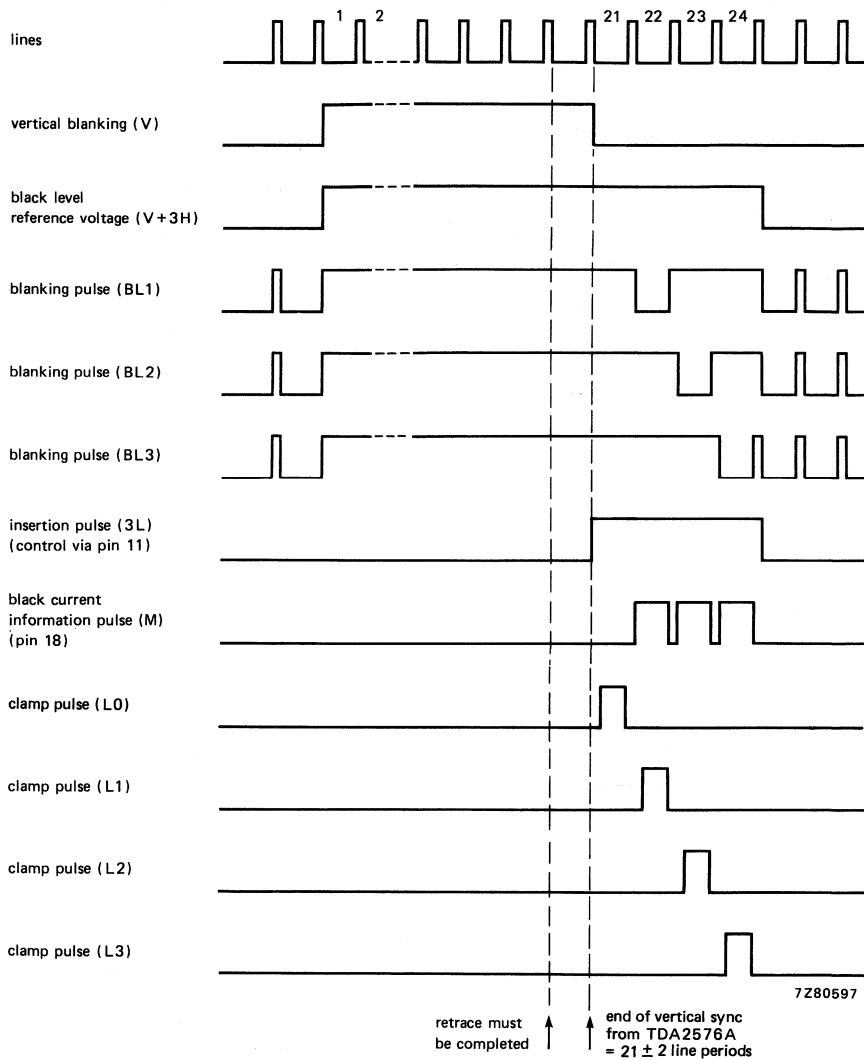 1 2 21 22 23 24
lines
vertical blanking (V)
black level
reference voltage (V+3H)
blanking pulse (BL1)
blanking pulse (BL2)
blanking pulse (BL3)
insertion pulse (3L)
(control via pin 11)
black current
information pulse (M)
(pin 18)
clamp pulse (L0)
clamp pulse (L1)
clamp pulse (L2)
clamp pulse (L3)
7Z80597
retrace must
be completed
end of vertical sync
from TDA2576A
= 21 ± 2 line periods